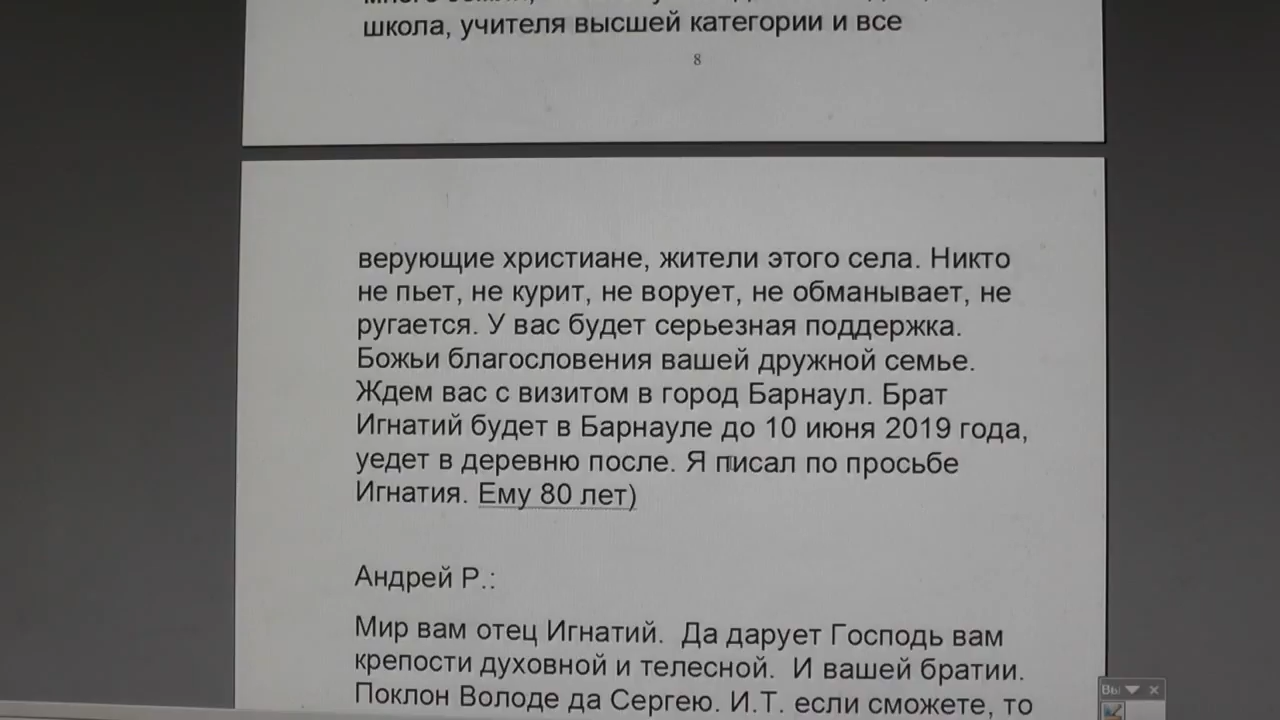 школа, учителя высшей категории и все
8
верующие христиане, жители этого села. Никто
не пьет, не курит, не ворует, не обманывает, не
ругается. У вас будет серьезная поддержка.
Божьи благословения вашей дружной семье.
Ждем вас с визитом в город Барнаул. Брат
Игнатий будет в Барнауле до 10 июня 2019 года,
уедет в деревню после. Я писал по просьбе
Игнатия. Ему 80 лет)
Андрей Р.:
Мир вам отец Игнатий. Да дарует Господь вам
крепости духовной и телесной. И вашей братии.
Поклон Володе да Сергею. И.Т. если сможете, то
Вы